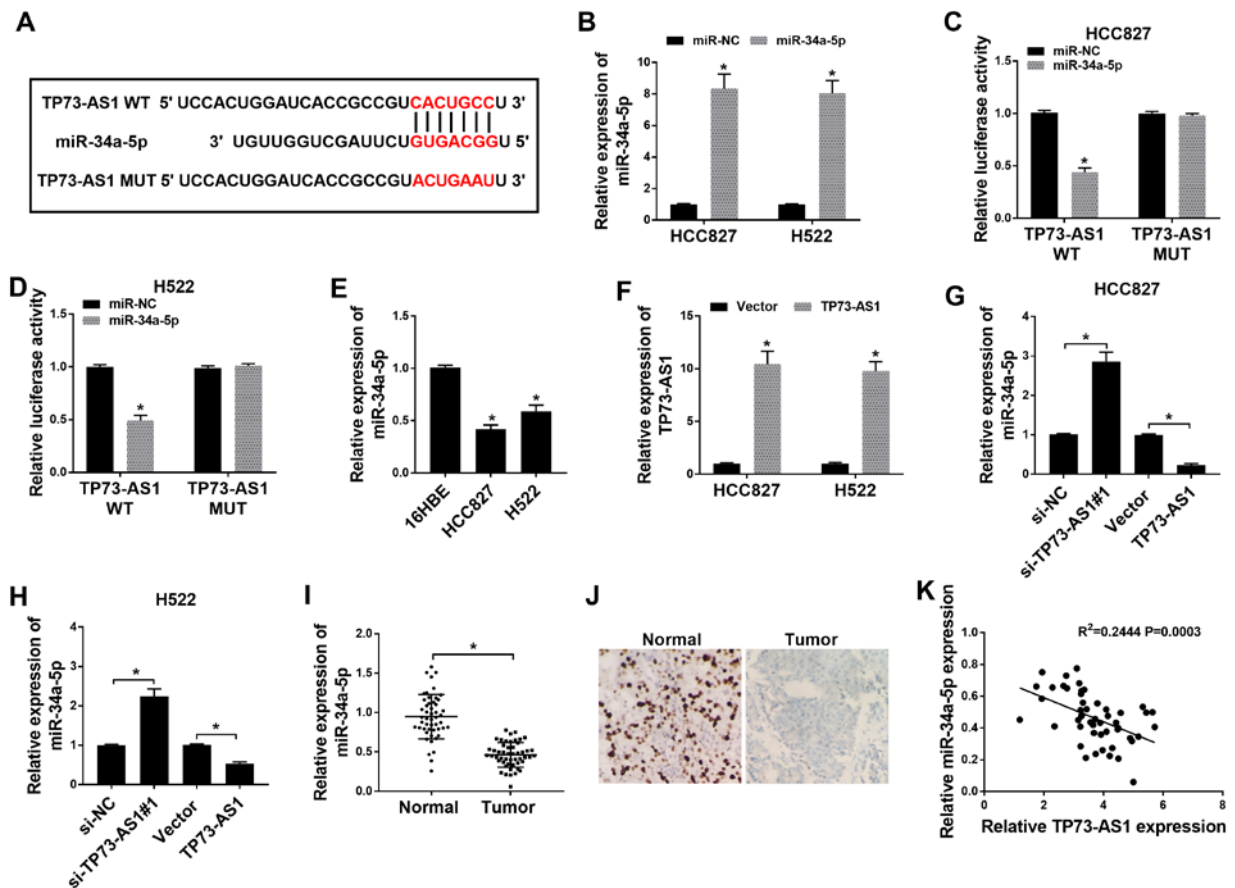 A
TP73-AS1 WT 5' UCCACUGGAUCACCGCCGUCACUGCCU 3'
miR-34a-5p 3' UGUUGGUCGAUUCUGUGACGGU 5'
TP73-AS1 MUT 5' UCCACUGGAUCACCGCCGUACUGAAUU 3'
B
miR-NC miR-34a-5p
Relative expression of
miR-34a-5p
10
8
6
4
2
0
* *
HCC827 H522
C
HCC827
miR-NC
miR-34a-5p
Relative luciferase activity
1.5
1.0
0.5
0.0
*
TP73-AS1 TP73-AS1
WT MUT
D
H522
miR-NC
miR-34a-5p
Relative luciferase activity
1.5
1.0
0.5
0.0
*
TP73-AS1 TP73-AS1
WT MUT
E
Relative expression of
miR-34a-5p
1.5
1.0
0.5
0.0
* *
16HBE HCC827 H522
F
Vector TP73-AS1
Relative expression of
TP73-AS1
15
10
5
0
* *
HCC827 H522
G
HCC827
Relative expression of
miR-34a-5p
4
3
2
1
0
* *
si-NC si-TP73-AS1#1 Vector TP73-AS1
H
H522
Relative expression of
miR-34a-5p
4
3
2
1
0
* *
si-NC si-TP73-AS1#1 Vector TP73-AS1
I
Relative expression of
miR-34a-5p
2.0
1.5
1.0
0.5
0.0
*
Normal Tumor
J
Normal Tumor
K
R²=0.2444 P=0.0003
Relative miR-34a-5p expression
1.0
0.8
0.6
0.4
0.2
0.0
0 2 4 6 8
Relative TP73-AS1 expression